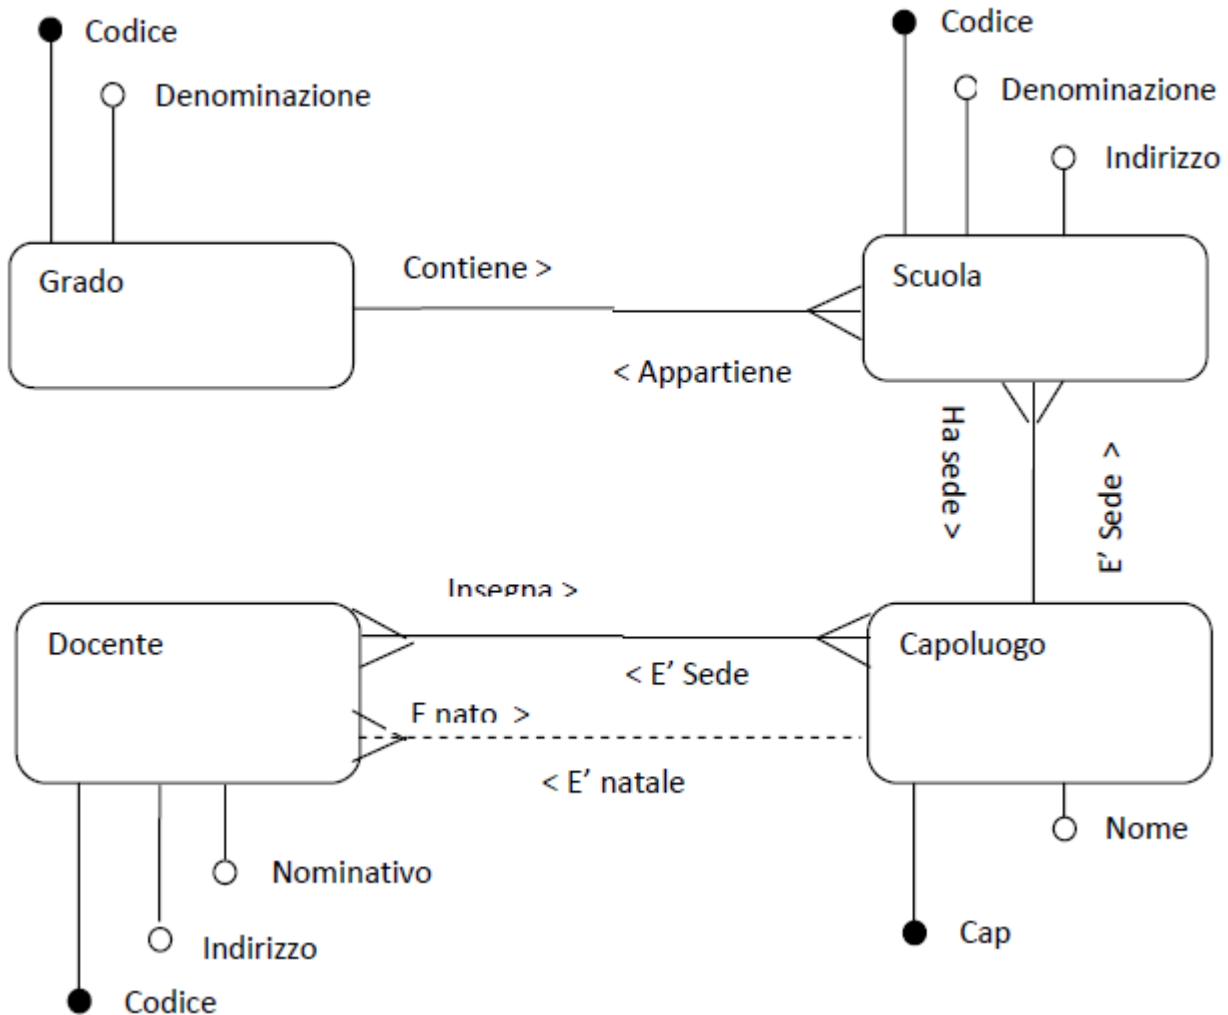 Codice
Denominazione
Grado
Contiene >
< Appartiene
Codice
Denominazione
Indirizzo
Scuola
Ha sede >
E' Sede >
Insegna >
< E' Sede
E nato >
< E' natale
Docente
Nominativo
Indirizzo
Codice
Capoluogo
Nome
Cap